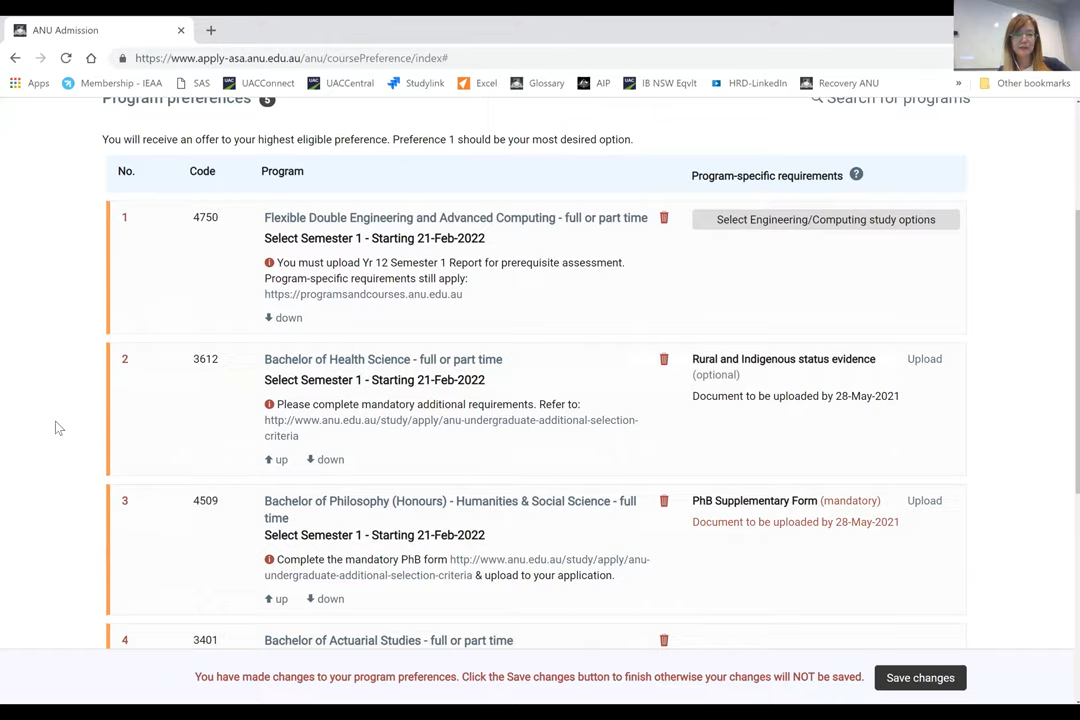 ANU Admission
https://www.apply-asa.anu.edu.au/anu/coursePreference/index#
Apps Membership - IEAA SAS UACConnect UACCentral Studylink Excel Glossary AIP IB NSW Eqvlt HRD-LinkedIn Recovery ANU » Other bookmarks
Program preferences 5 Search for programs
You will receive an offer to your highest eligible preference. Preference 1 should be your most desired option.
No. Code Program Program-specific requirements ?
1 4750 Flexible Double Engineering and Advanced Computing - full or part time Select Engineering/Computing study options
Select Semester 1 - Starting 21-Feb-2022
You must upload Yr 12 Semester 1 Report for prerequisite assessment.
Program-specific requirements still apply:
https://programsandcourses.anu.edu.au
down
2 3612 Bachelor of Health Science - full or part time Rural and Indigenous status evidence Upload
(optional)
Select Semester 1 - Starting 21-Feb-2022
Document to be uploaded by 28-May-2021
Please complete mandatory additional requirements. Refer to:
http://www.anu.edu.au/study/apply/anu-undergraduate-additional-selection-
criteria
up down
3 4509 Bachelor of Philosophy (Honours) - Humanities & Social Science - full PhB Supplementary Form (mandatory) Upload
time
Document to be uploaded by 28-May-2021
Select Semester 1 - Starting 21-Feb-2022
Complete the mandatory PhB form http://www.anu.edu.au/study/apply/anu-
undergraduate-additional-selection-criteria & upload to your application.
up down
4 3401 Bachelor of Actuarial Studies - full or part time
You have made changes to your program preferences. Click the Save changes button to finish otherwise your changes will NOT be saved. Save changes